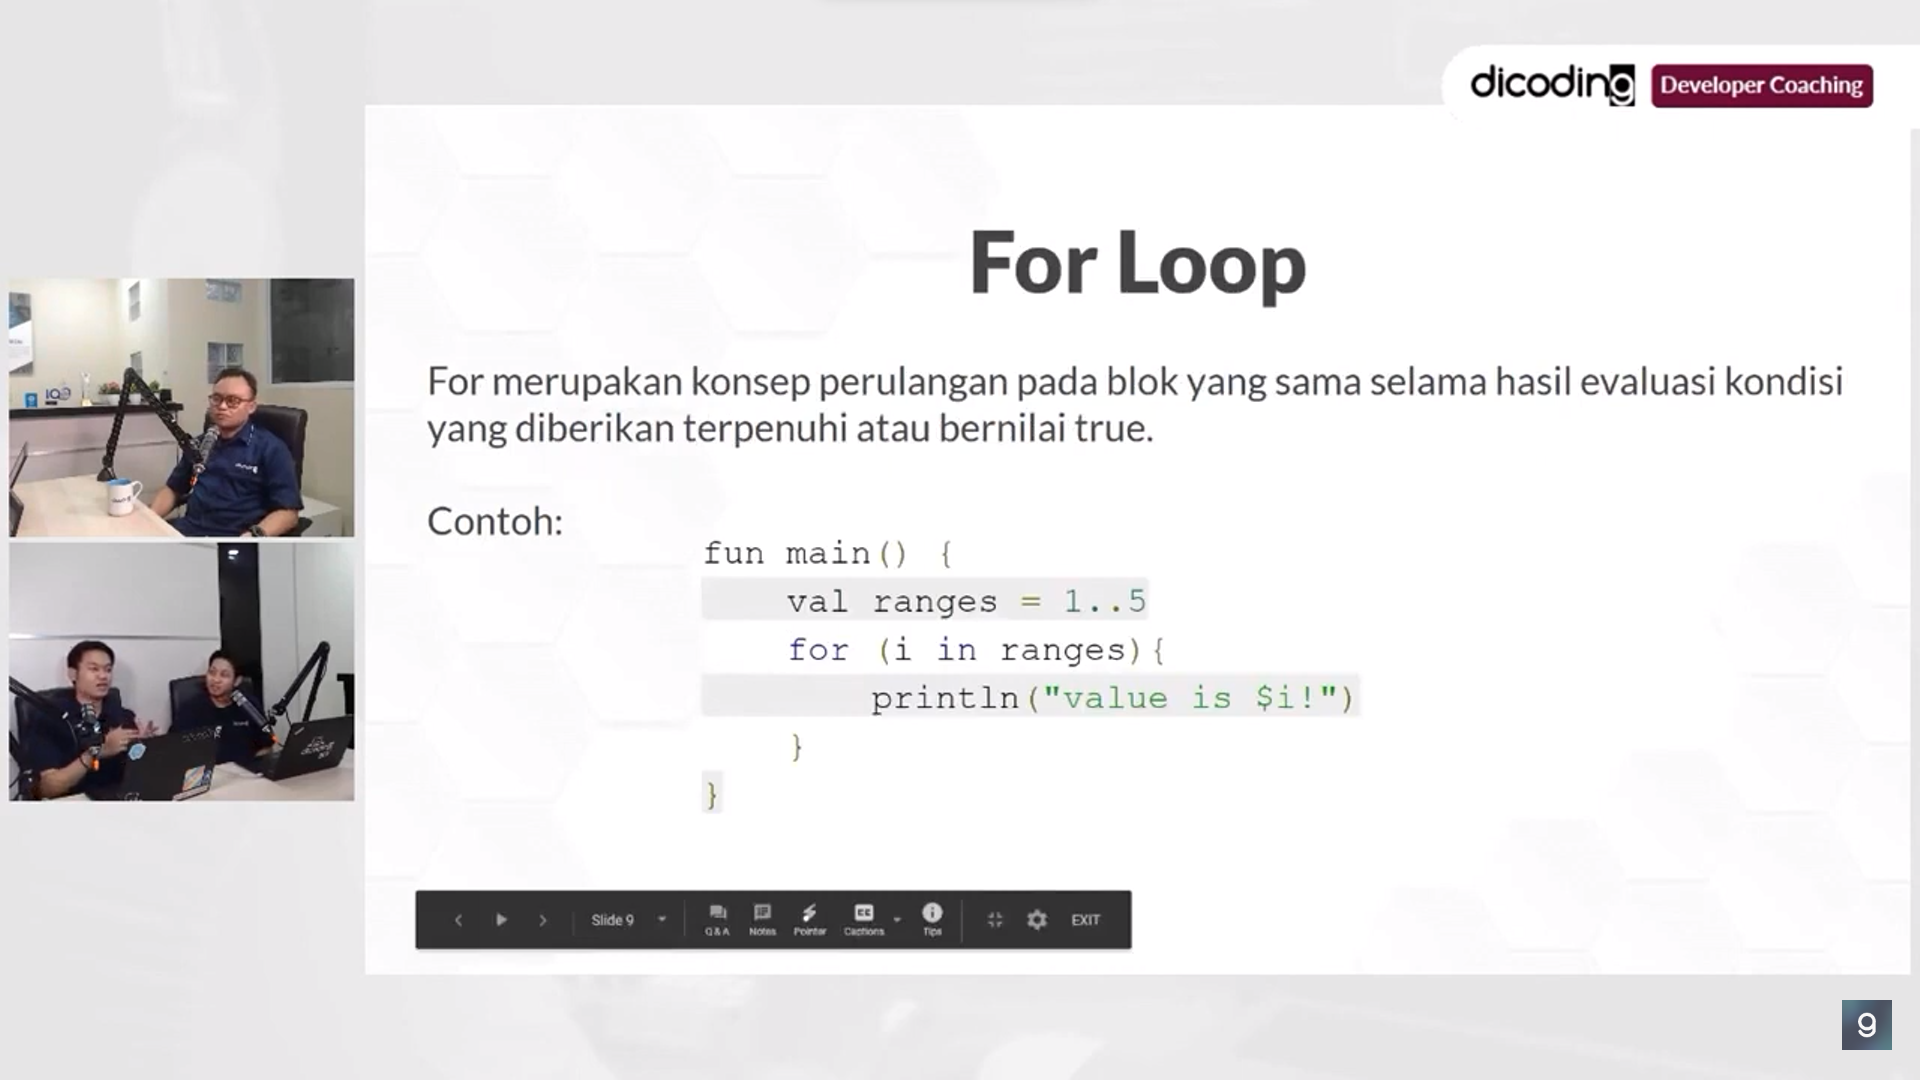 dicoding Developer Coaching
For Loop
For merupakan konsep perulangan pada blok yang sama selama hasil evaluasi kondisi
yang diberikan terpenuhi atau bernilai true.
Contoh:
fun main() {
val ranges = 1..5
for (i in ranges){
println("value is $i!")
}
}
Slide 9
Q & A
Notes
Pointer
Captions
Tips
EXIT
9